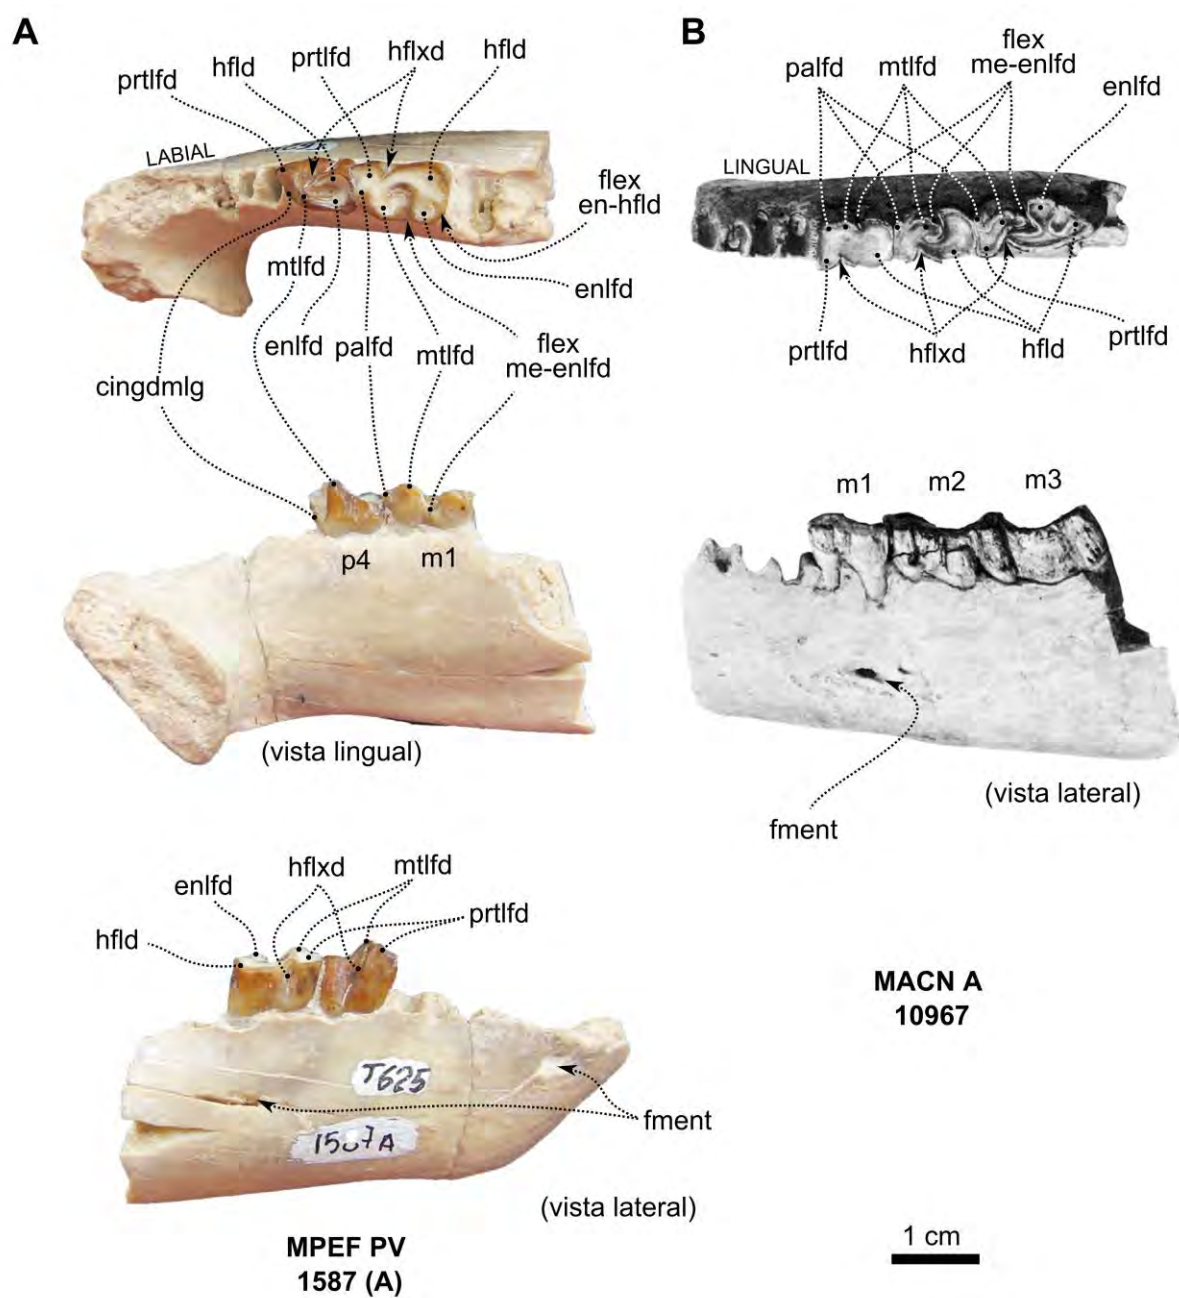 A
prtlfd
hfld
prtlfd
hflxd
hfld
LABIAL
flex
en-hfld
mtlfd
enlfd
enlfd
palfd
mtlfd
flex
me-enlfd
cingdmlg
p4
m1
(vista lingual)
enlfd
hflxd
mtlfd
hfld
prtlfd
T625
1587A
fment
(vista lateral)
MPEF PV
1587 (A)
B
palfd
mtlfd
flex
me-enlfd
enlfd
LINGUAL
prtlfd
hflxd
hfld
prtlfd
m1
m2
m3
fment
(vista lateral)
MACN A
10967
1 cm